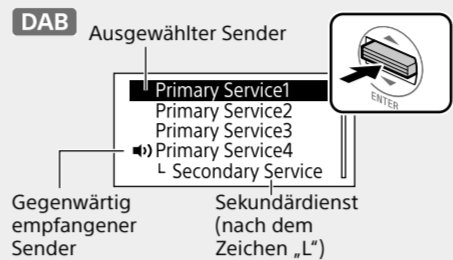 DAB
Ausgewählter Sender
Primary Service1
Primary Service2
Primary Service3
Primary Service4
└ Secondary Service
ENTER
Gegenwärtig
empfangener
Sender
Sekundärdienst
(nach dem
Zeichen „L“)